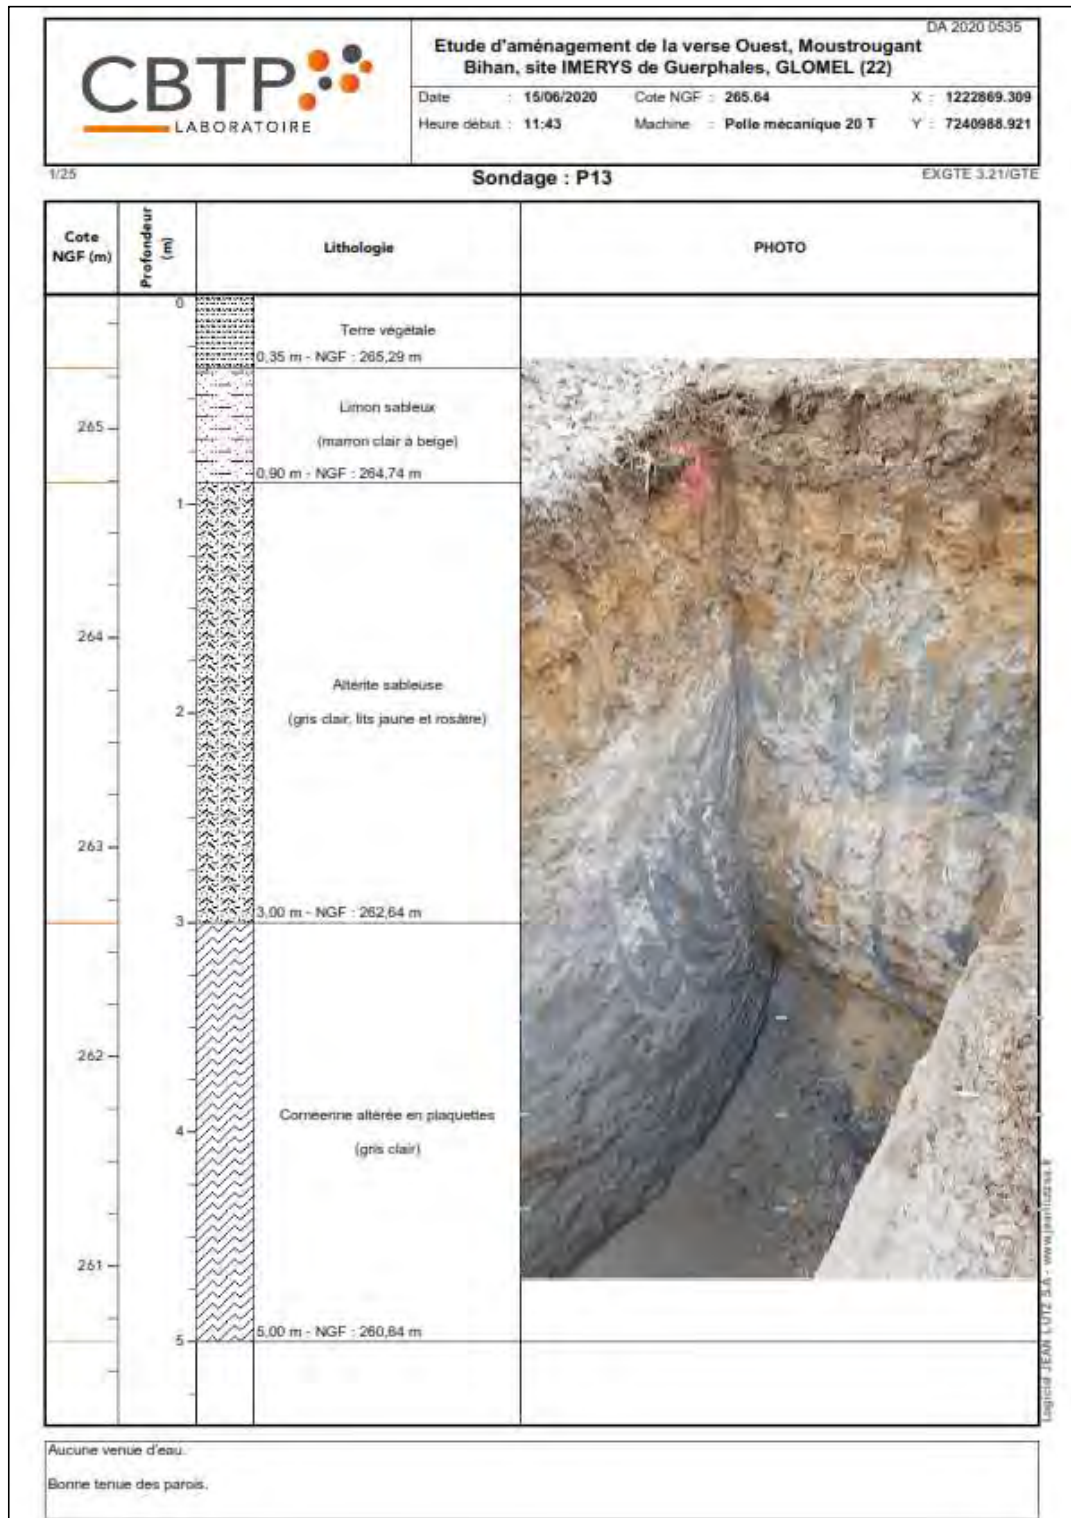 DA 2020 0535
CBTP
LABORATOIRE
Etude d'aménagement de la verse Ouest, Moustrougant
Bihan, site IMERYS de Guerphales, GLOMEL (22)
Date : 15/06/2020 Cote NGF : 265.64 X : 1222869.309
Heure début : 11:43 Machine : Pelle mécanique 20 T Y : 7240988.921
1/25
Sondage : P13
EXGTE 3.21/GTE
Cote
NGF (m)
Profondeur
(m)
Lithologie
PHOTO
0
Terre végétale
0,35 m - NGF : 265,29 m
Limon sableux
265
(marron clair à beige)
0,90 m - NGF : 264,74 m
1
264
Altérite sableuse
2
(gris clair, lits jaune et rosâtre)
263
3,00 m - NGF : 262,64 m
3
262
Cornéenne altérée en plaquettes
4
(gris clair)
261
5,00 m - NGF : 260,64 m
5
Logiciel JEAN LUTZ S.A - www.jeanlutzsa.fr
Aucune venue d'eau.
Bonne tenue des parois.